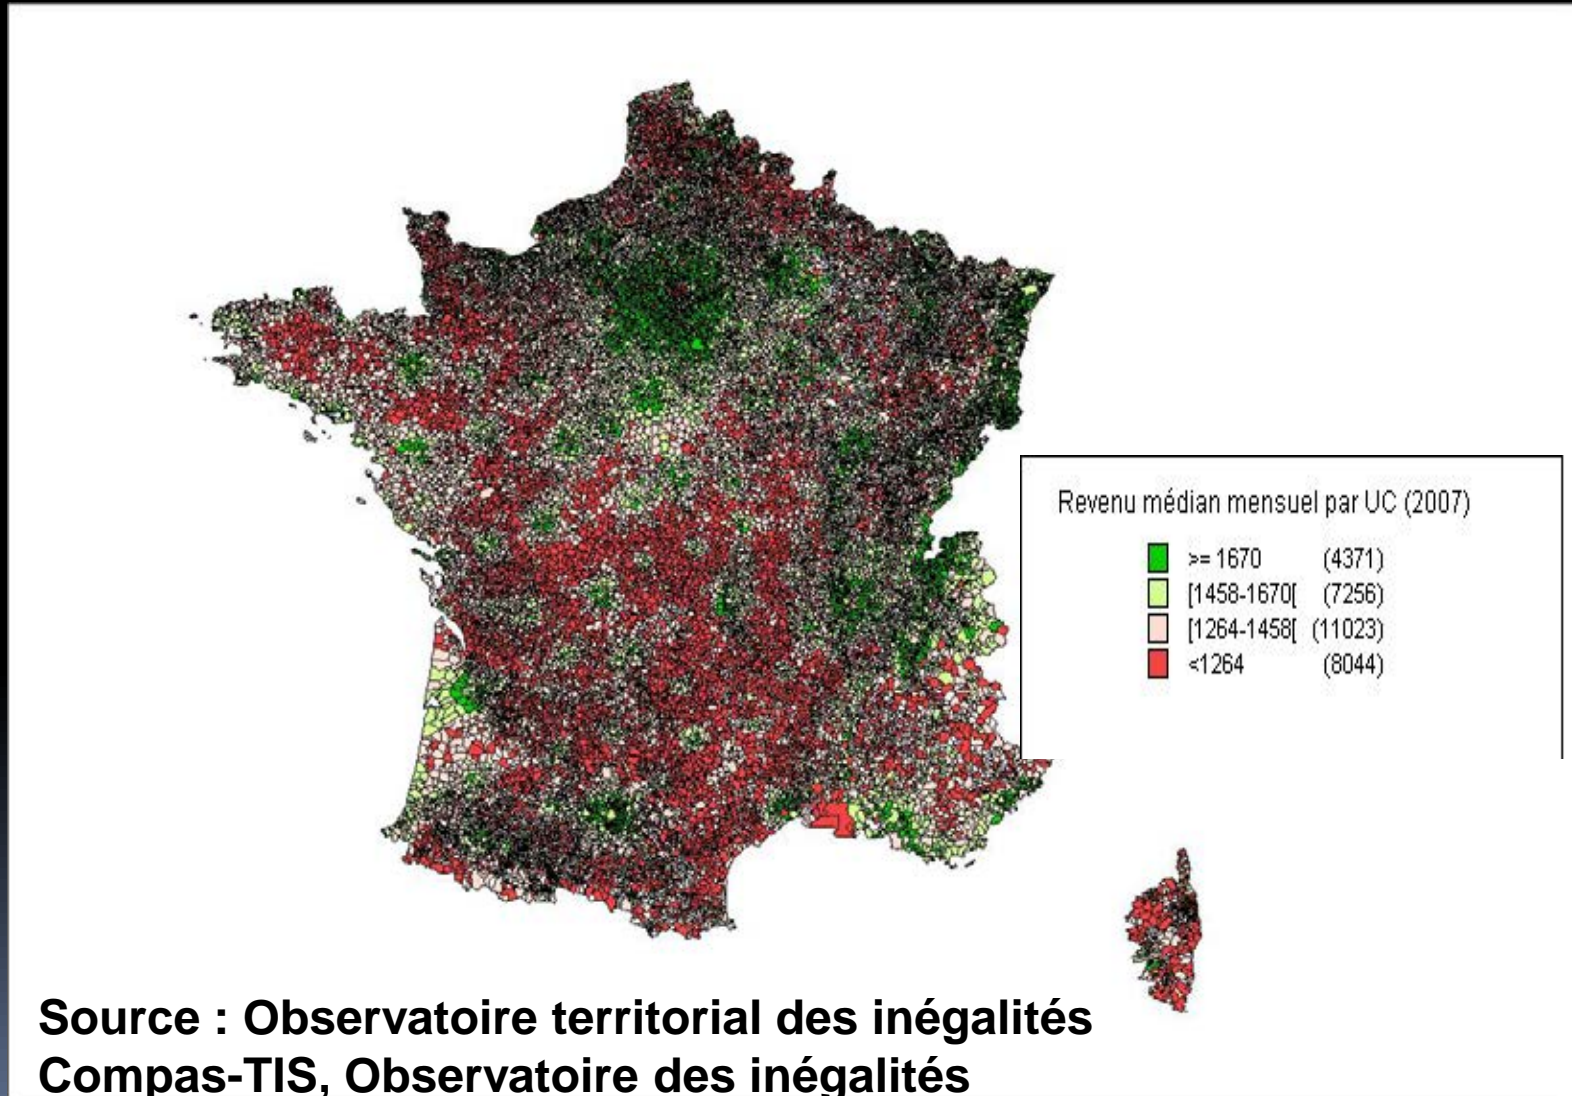 Revenu médian mensuel par UC (2007)
>= 1670 (4371)
[1458-1670[ (7256)
[1264-1458[ (11023)
<1264 (8044)
Source : Observatoire territorial des inégalités
Compas-TIS, Observatoire des inégalités